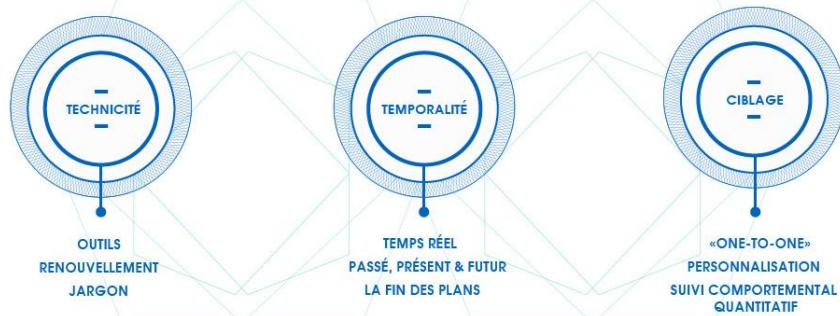 TECHNICITÉ
OUTILS
RENOUVELLEMENT
JARGON
TEMPORALITÉ
TEMPS RÉEL
PASSÉ, PRÉSENT & FUTUR
LA FIN DES PLANS
CIBLAGE
«ONE-TO-ONE»
PERSONNALISATION
SUIVI COMPORTEMENTAL
QUANTITATIF